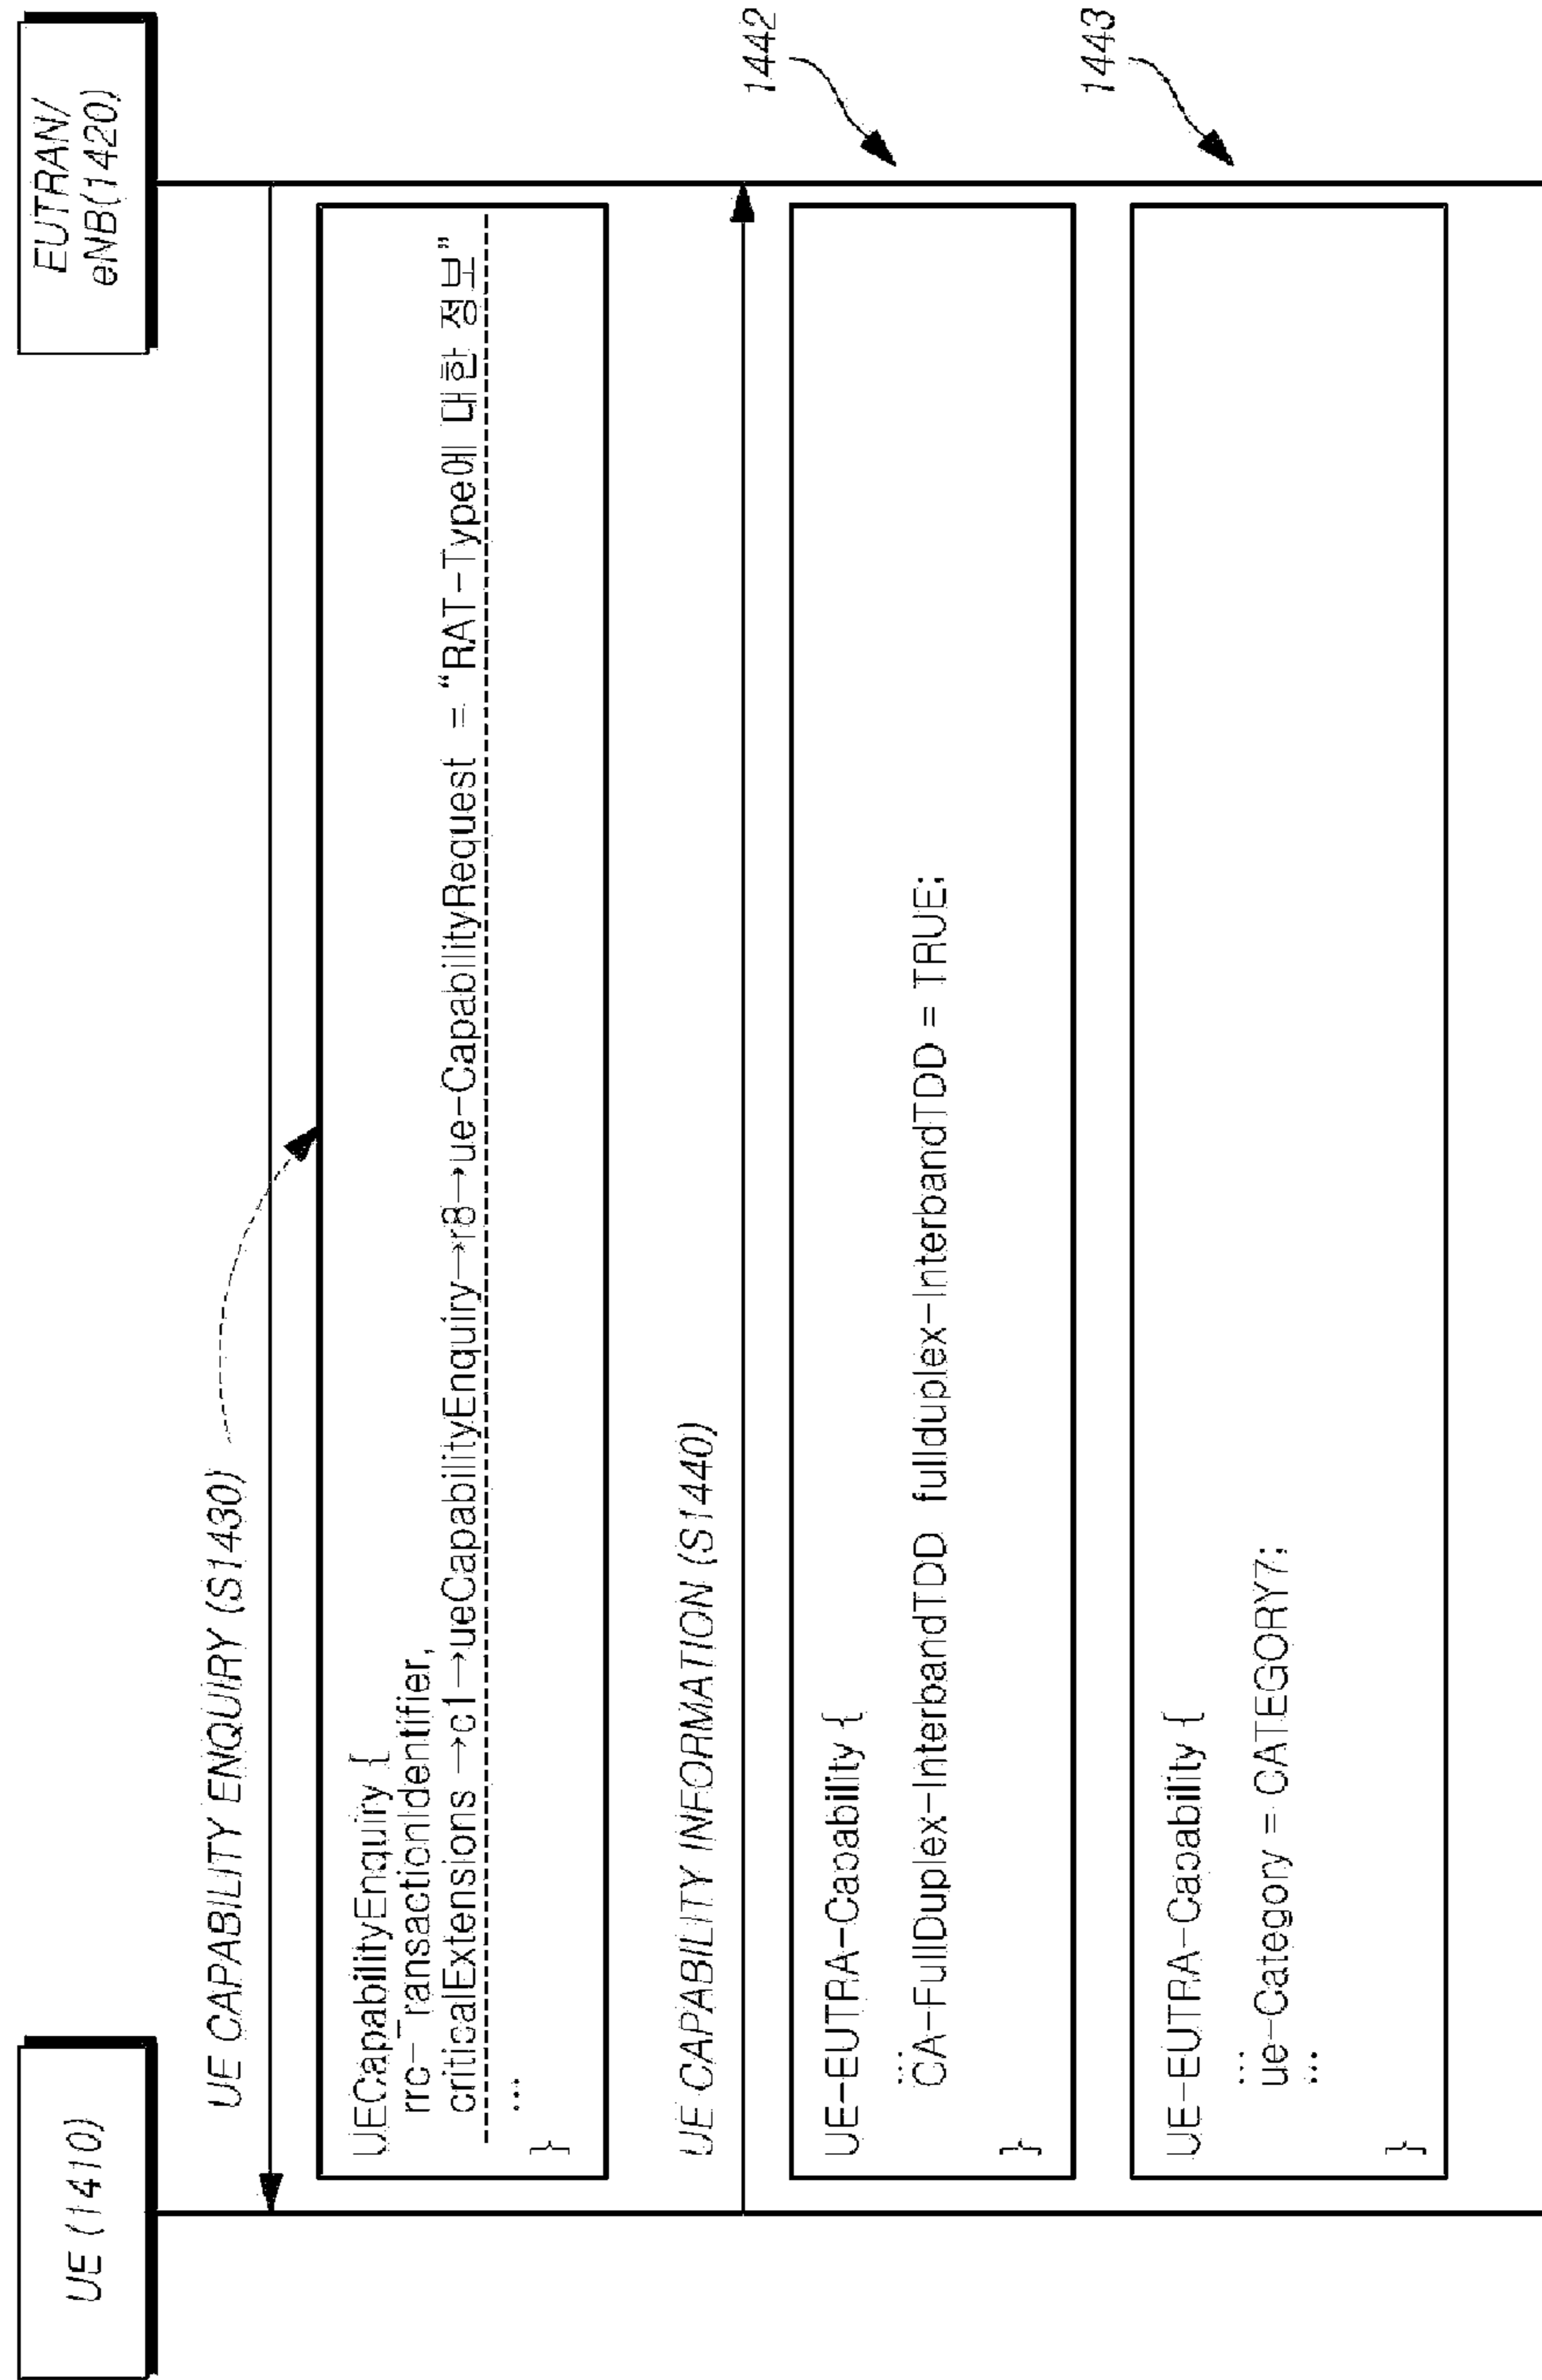 UE (1410)
EUTRAN/
eNB(1420)
UE CAPABILITY ENQUIRY (S1430)
UECapabilityEnquiry {
rrc-TransactionIdentifier,
criticalExtensions →c1→ueCapabilityEnquiry→r8→ue-CapabilityRequest = “RAT-Type에 대한 정보”
...
}
UE CAPABILITY INFORMATION (S1440)
1442
UE-EUTRA-Capability {
...
CA-FullDuplex-InterbandTDD fullduplex-InterbandTDD = TRUE;
}
1443
UE-EUTRA-Capability {
...
ue-Category = CATEGORY7;
...
}